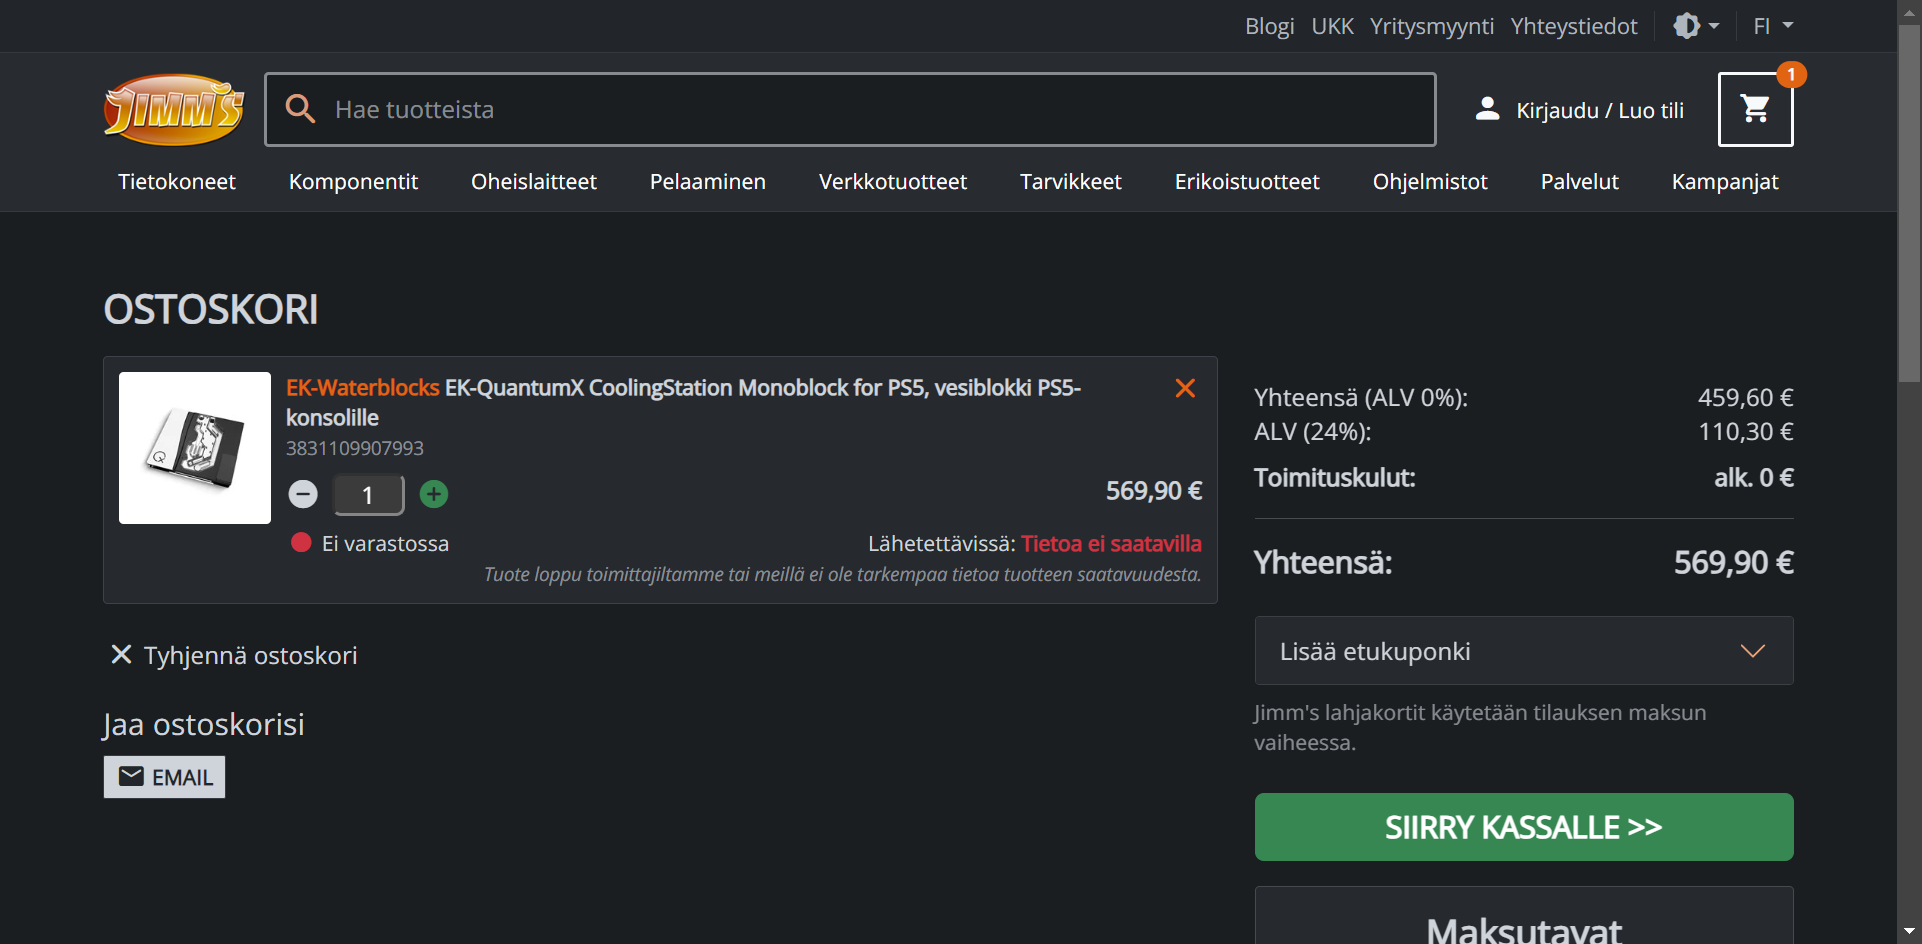 Blogi UKK Yritysmyynti Yhteystiedot FI
JIMM'S Hae tuotteista Kirjaudu / Luo tili 1
Tietokoneet Komponentit Oheislaitteet Pelaaminen Verkkotuotteet Tarvikkeet Erikoistuotteet Ohjelmistot Palvelut Kampanjat
OSTOSKORI
EK-Waterblocks EK-QuantumX CoolingStation Monoblock for PS5, vesiblokki PS5-
konsolille
3831109907993
1 569,90 €
Ei varastossa Lähetettävissä: Tietoa ei saatavilla
Tuote loppu toimittajiltamme tai meillä ei ole tarkempaa tietoa tuotteen saatavuudesta.
Tyhjennä ostoskori
Jaa ostoskorisi
EMAIL
Yhteensä (ALV 0%): 459,60 €
ALV (24%): 110,30 €
Toimituskulut: alk. 0 €
Yhteensä: 569,90 €
Lisää etukuponki
Jimm's lahjakortit käytetään tilauksen maksun
vaiheessa.
SIIRRY KASSALLE >>
Maksutavat